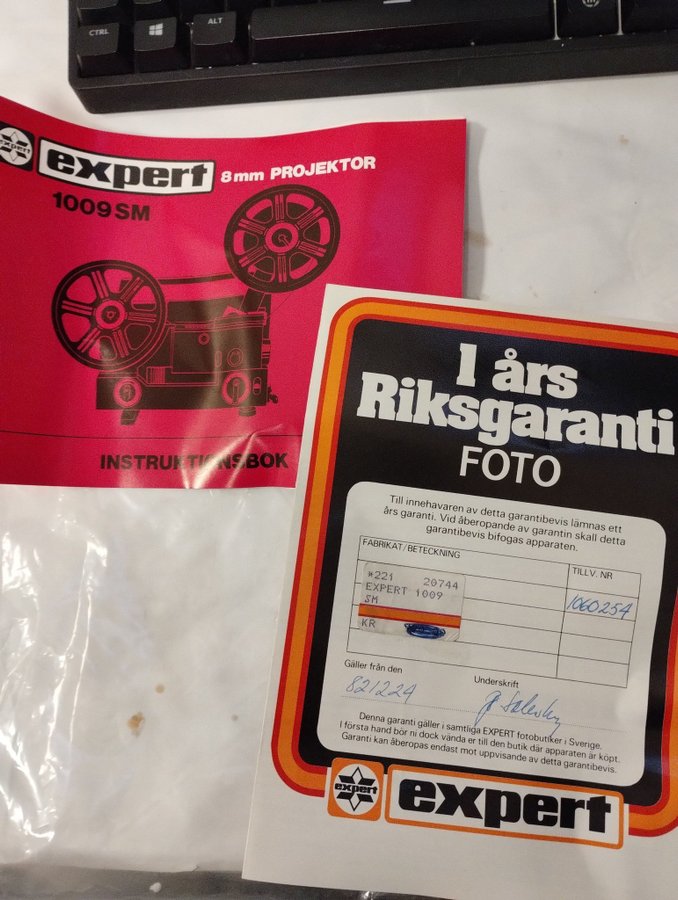 CTRL
ALT
expert
expert 8mm PROJEKTOR
1009SM
INSTRUKTIONSBOK
1 års
Riksgaranti
FOTO
Till innehavaren av detta garantibevis lämnas ett
års garanti. Vid åberopande av garantin skall detta
garantibevis bifogas apparaten.
FABRIKAT/BETECKNING
TILLV. NR
*221 20744
EXPERT 1009
SM
KR
1060254
Gäller från den
Underskrift
821224
Denna garanti gäller i samtliga EXPERT fotobutiker i Sverige.
I första hand bör ni dock vända er till den butik där apparaten är köpt.
Garanti kan åberopas endast mot uppvisande av detta garantibevis.
expert
expert